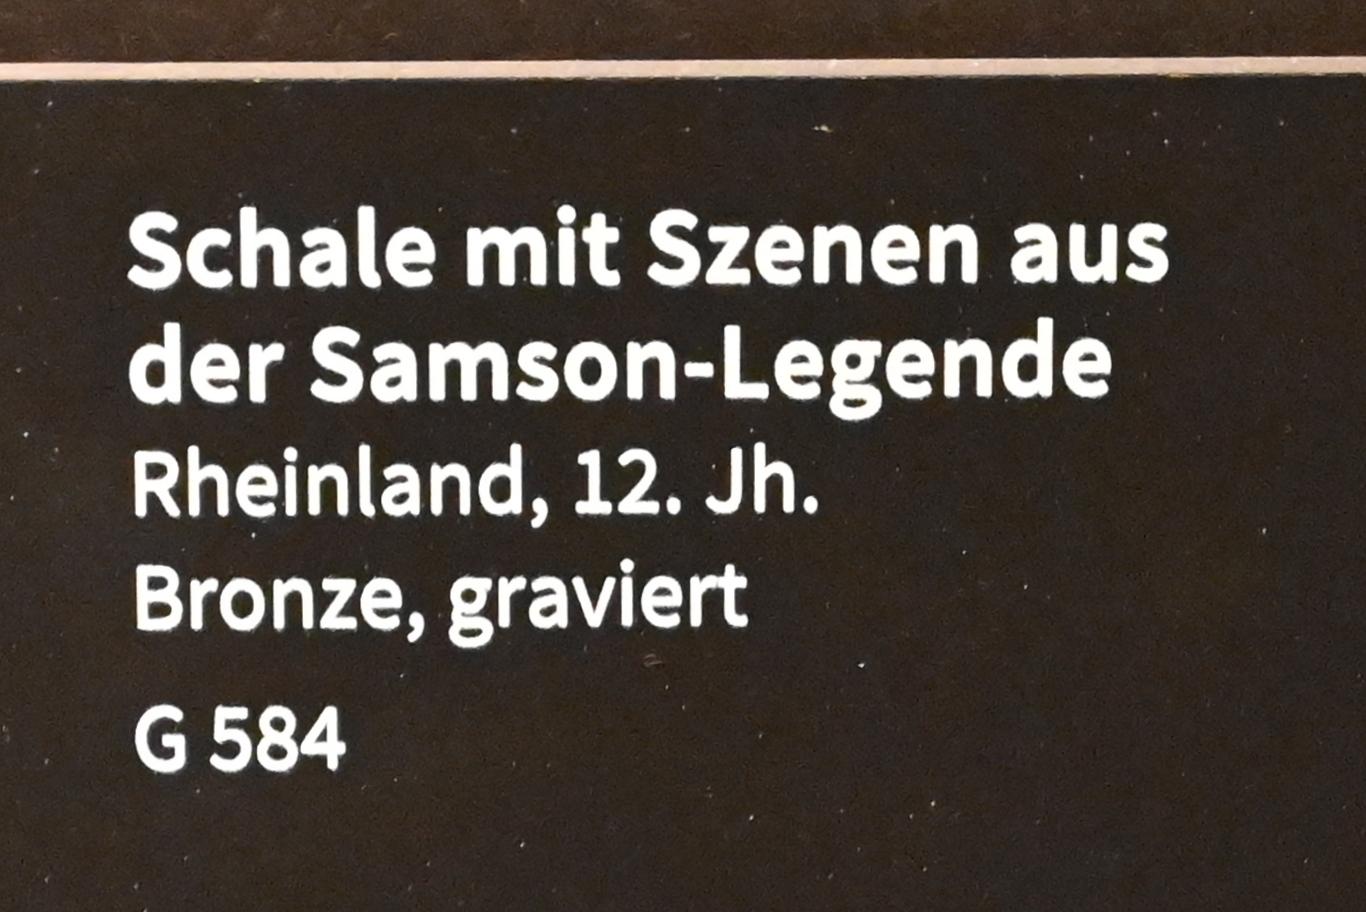 Schale mit Szenen aus
der Samson-Legende
Rheinland, 12. Jh.
Bronze, graviert
G 584